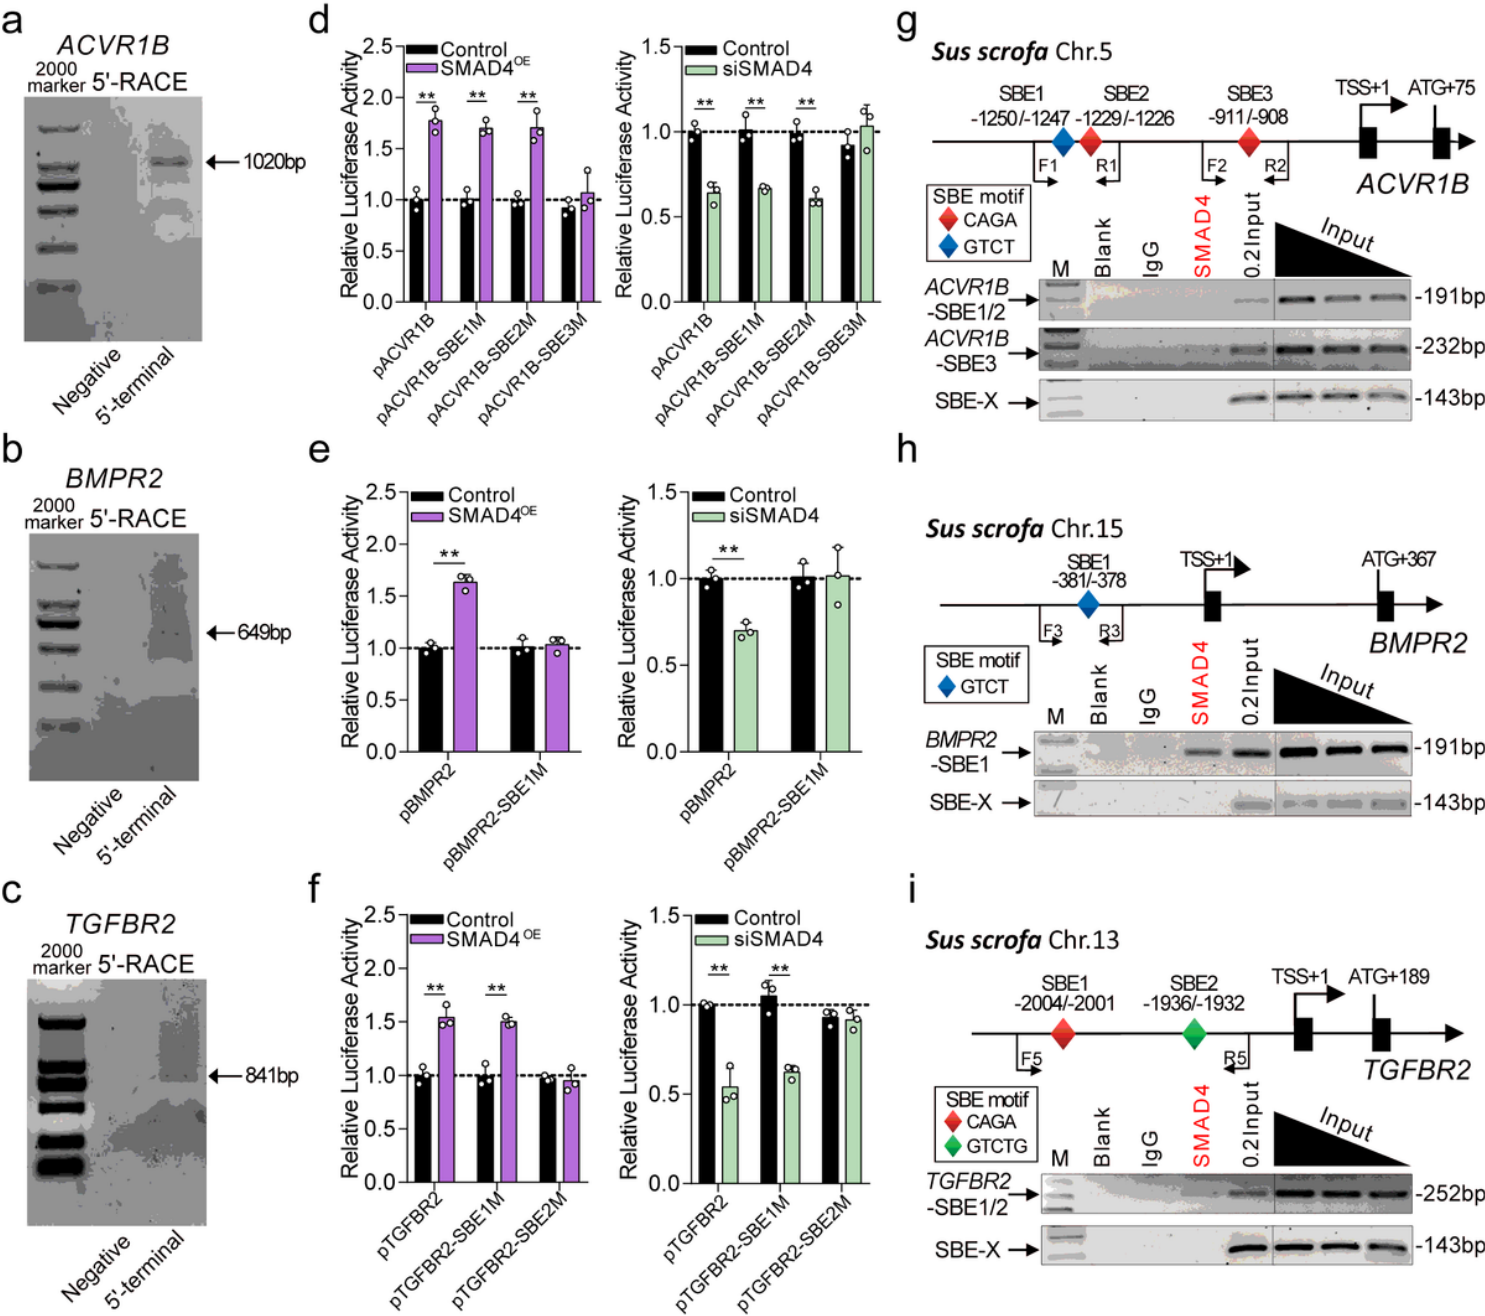 a
ACVR1B
2000
marker 5'-RACE
1020bp
Negative
5'-terminal
b
BMPR2
2000
marker 5'-RACE
649bp
Negative
5'-terminal
c
TGFBR2
2000
marker 5'-RACE
841bp
Negative
5'-terminal
d
Relative Luciferase Activity
2.5
2.0
1.5
1.0
0.5
0.0
Control
SMAD4OE
** ** **
pACVR1B
pACVR1B-SBE1M
pACVR1B-SBE2M
pACVR1B-SBE3M
Relative Luciferase Activity
1.5
1.0
0.5
0.0
Control
siSMAD4
** ** **
pACVR1B
pACVR1B-SBE1M
pACVR1B-SBE2M
pACVR1B-SBE3M
e
Relative Luciferase Activity
2.5
2.0
1.5
1.0
0.5
0.0
Control
SMAD4OE
**
pBMPR2
pBMPR2-SBE1M
Relative Luciferase Activity
1.5
1.0
0.5
0.0
Control
siSMAD4
**
pBMPR2
pBMPR2-SBE1M
f
Relative Luciferase Activity
2.5
2.0
1.5
1.0
0.5
0.0
Control
SMAD4 OE
** **
pTGFBR2
pTGFBR2-SBE1M
pTGFBR2-SBE2M
Relative Luciferase Activity
1.5
1.0
0.5
0.0
Control
siSMAD4
** **
pTGFBR2
pTGFBR2-SBE1M
pTGFBR2-SBE2M
g
Sus scrofa Chr.5
SBE1 SBE2 SBE3 TSS+1 ATG+75
-1250/-1247 -1229/-1226 -911/-908
F1 R1 F2 R2
ACVR1B
SBE motif
CAGA
GTCT
M Blank IgG SMAD4 0.2Input Input
ACVR1B
-SBE1/2
-191bp
ACVR1B
-SBE3
-232bp
SBE-X
-143bp
h
Sus scrofa Chr.15
SBE1 TSS+1 ATG+367
-381/-378
F3 R3
BMPR2
SBE motif
GTCT
M Blank IgG SMAD4 0.2Input Input
BMPR2
-SBE1
-191bp
SBE-X
-143bp
i
Sus scrofa Chr.13
SBE1 SBE2 TSS+1 ATG+189
-2004/-2001 -1936/-1932
F5 R5
TGFBR2
SBE motif
CAGA
GTCTG
M Blank IgG SMAD4 0.2Input Input
TGFBR2
-SBE1/2
-252bp
SBE-X
-143bp